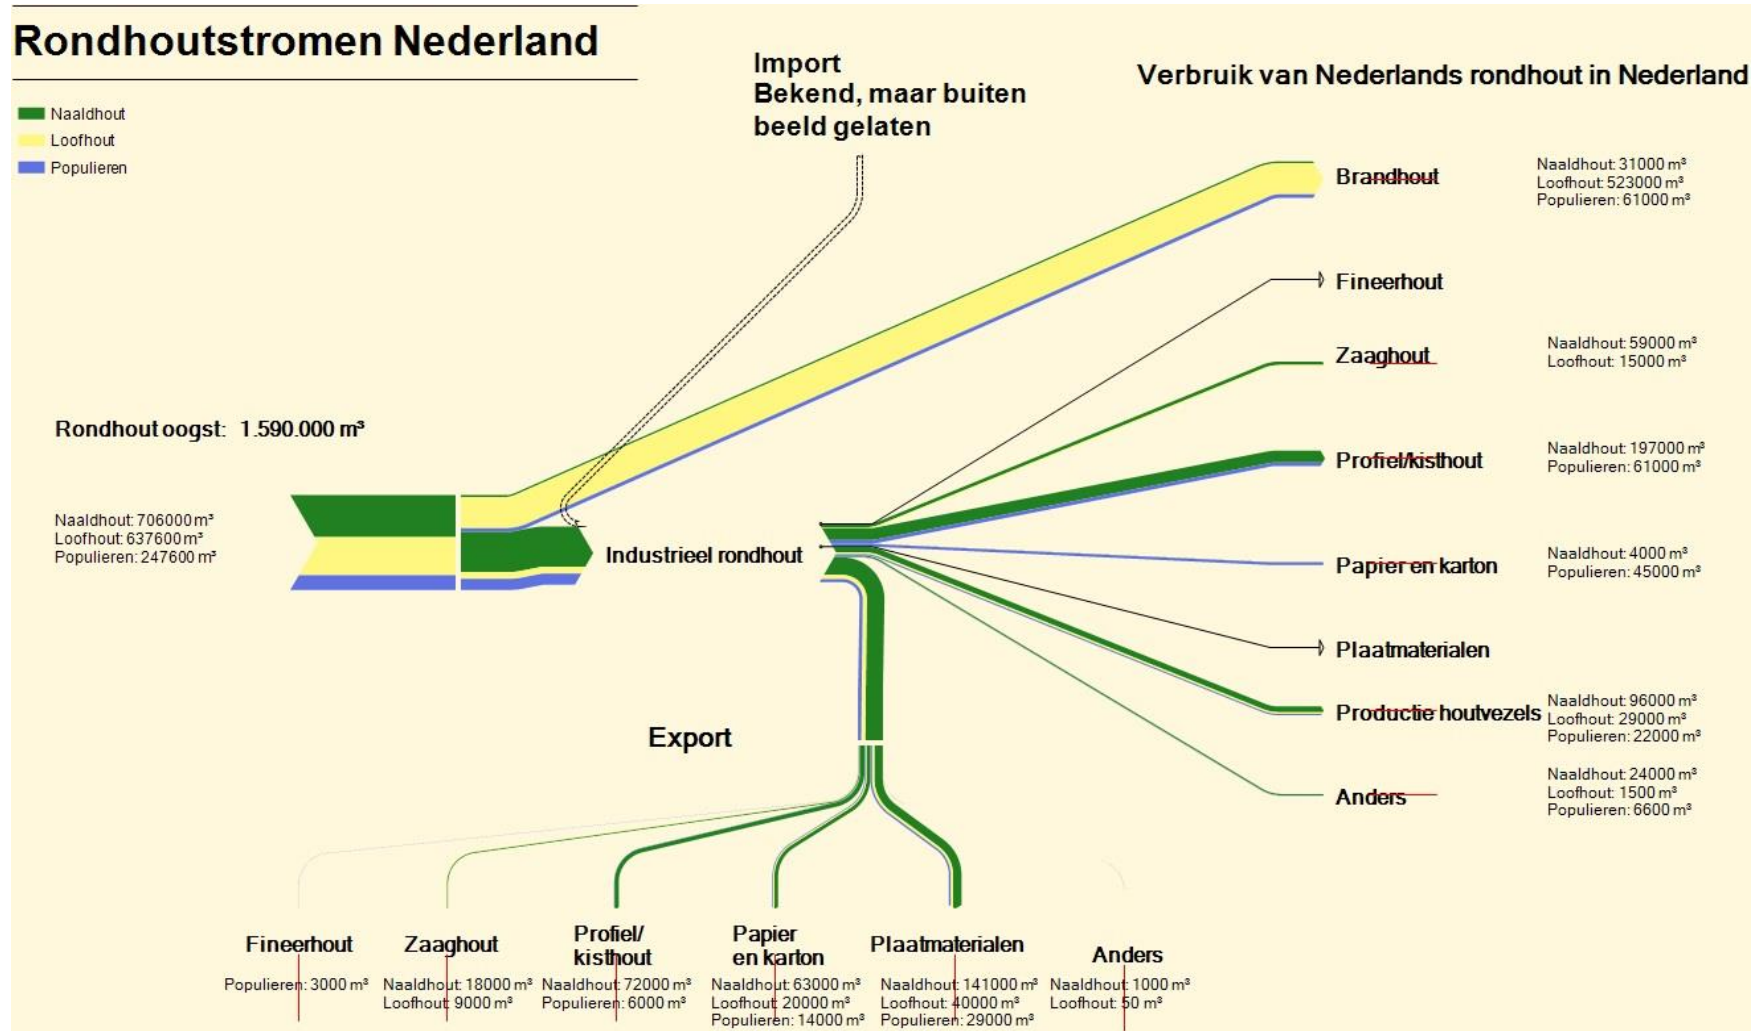 Rondhoutstromen Nederland
Naaldhout
Loofhout
Populieren
Import
Bekend, maar buiten
beeld gelaten
Verbruik van Nederlands rondhout in Nederland
Brandhout
Naaldhout: 31000 m³
Loofhout: 523000 m³
Populieren: 61000 m³
Fineerhout
Zaaghout
Naaldhout: 59000 m³
Loofhout: 15000 m³
Profiel/kisthout
Naaldhout: 197000 m³
Populieren: 61000 m³
Papier en karton
Naaldhout: 4000 m³
Populieren: 45000 m³
Plaatmaterialen
Productie houtvezels
Naaldhout: 96000 m³
Loofhout: 29000 m³
Populieren: 22000 m³
Anders
Naaldhout: 24000 m³
Loofhout: 1500 m³
Populieren: 6600 m³
Rondhout oogst: 1.590.000 m³
Naaldhout: 706000 m³
Loofhout: 637600 m³
Populieren: 247600 m³
Industrieel rondhout
Export
Fineerhout
Populieren: 3000 m³
Zaaghout
Naaldhout: 18000 m³
Loofhout: 9000 m³
Profiel/
kisthout
Naaldhout: 72000 m³
Populieren: 6000 m³
Papier
en karton
Naaldhout: 63000 m³
Loofhout: 20000 m³
Populieren: 14000 m³
Plaatmaterialen
Naaldhout: 141000 m³
Loofhout: 40000 m³
Populieren: 29000 m³
Anders
Naaldhout: 1000 m³
Loofhout: 50 m³